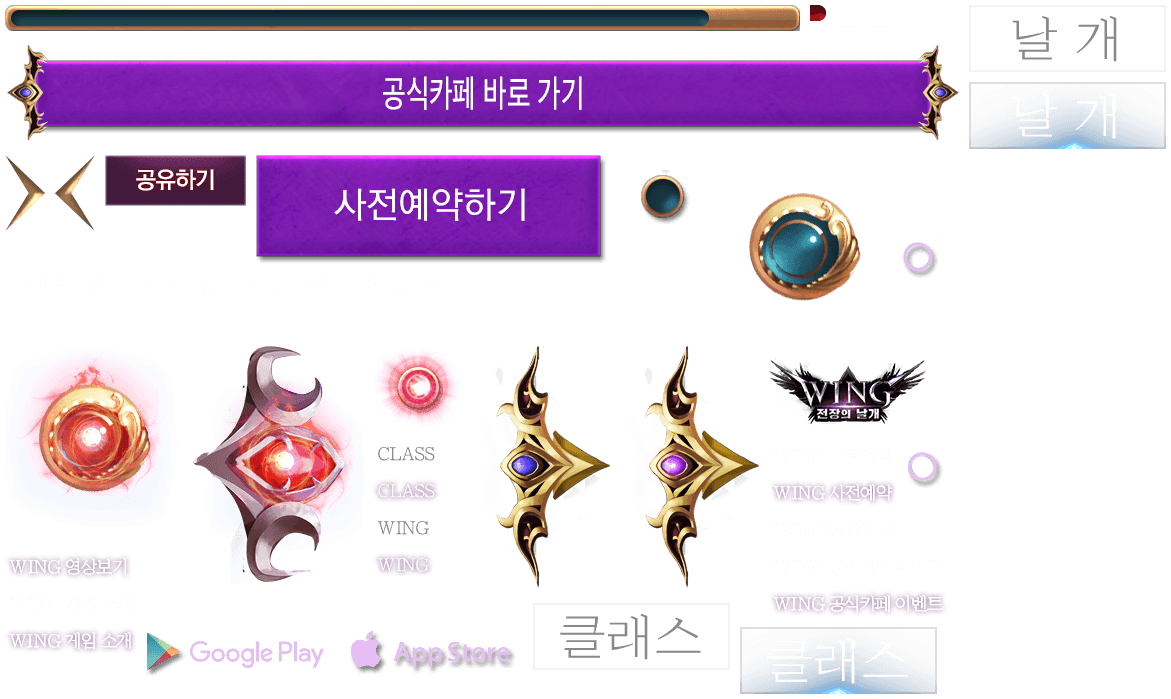 날 개
공식카페 바로 가기
날 개
공유하기
사전예약하기
WING
전장의 날개
CLASS
CLASS
WING 사전예약
WING
WING
WING 영상보기
WING 공식카페 이벤트
WING 게임 소개
Google Play
App Store
클래스
클래스